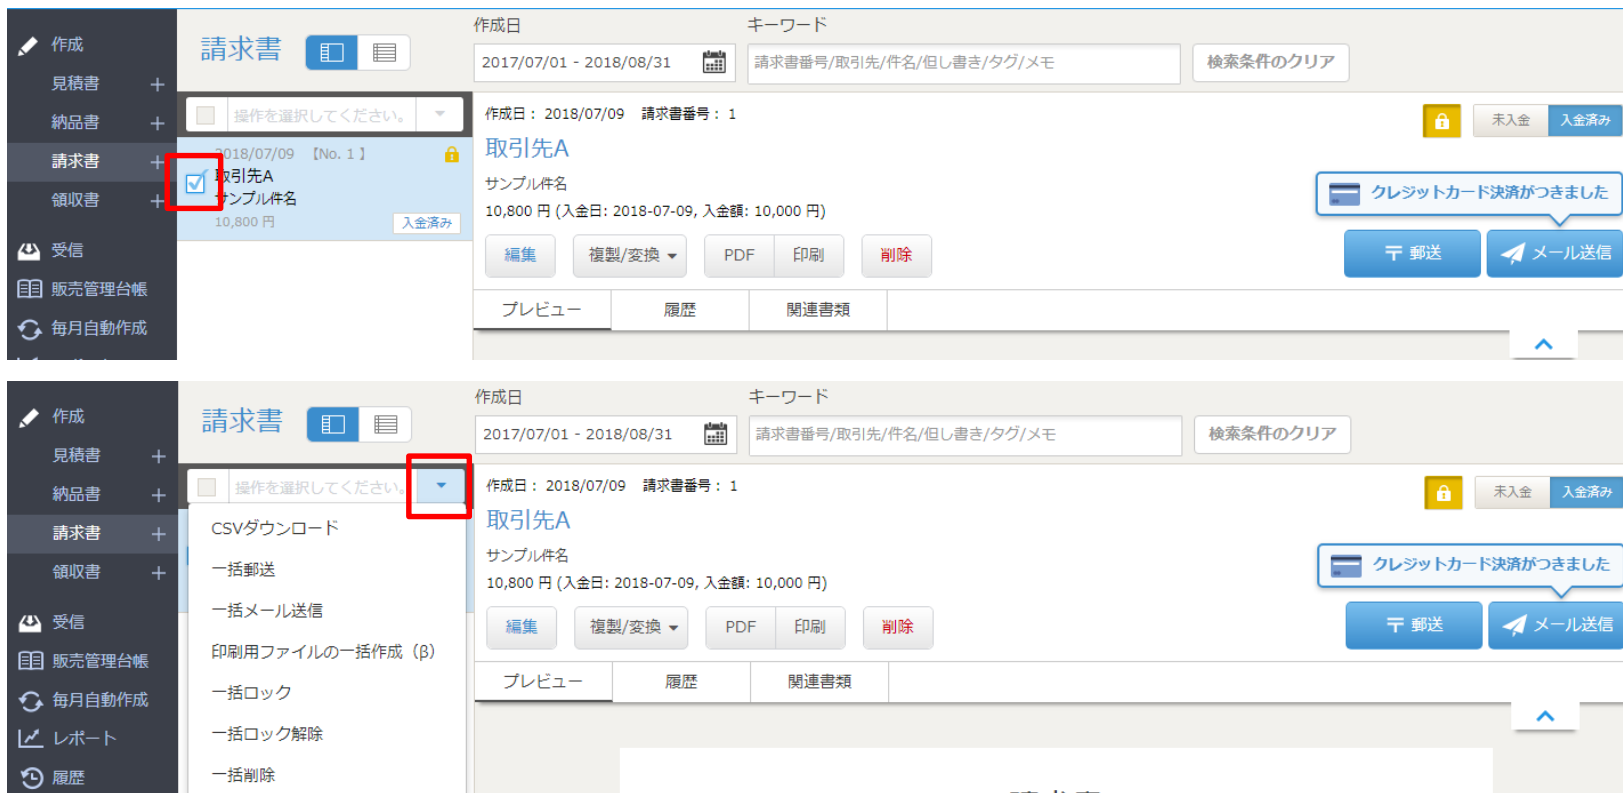 作成
見積書 +
納品書 +
請求書 +
領収書 +
受信
販売管理台帳
毎月自動作成
請求書
操作を選択してください。
2018/07/09 【No. 1 】
取引先A
サンプル件名
10,800 円
入金済み
作成日
キーワード
2017/07/01 - 2018/08/31
請求書番号/取引先/件名/但し書き/タグ/メモ
検索条件のクリア
作成日： 2018/07/09 請求書番号： 1
未入金 入金済み
取引先A
サンプル件名
10,800 円 (入金日: 2018-07-09, 入金額: 10,000 円)
クレジットカード決済がつきました
編集 複製/変換 PDF 印刷 削除
〒 郵送 メール送信
プレビュー 履歴 関連書類
作成
見積書 +
納品書 +
請求書 +
領収書 +
受信
販売管理台帳
毎月自動作成
レポート
履歴
請求書
操作を選択してください。
CSVダウンロード
一括郵送
一括メール送信
印刷用ファイルの一括作成（β）
一括ロック
一括ロック解除
一括削除
作成日
キーワード
2017/07/01 - 2018/08/31
請求書番号/取引先/件名/但し書き/タグ/メモ
検索条件のクリア
作成日： 2018/07/09 請求書番号： 1
未入金 入金済み
取引先A
サンプル件名
10,800 円 (入金日: 2018-07-09, 入金額: 10,000 円)
クレジットカード決済がつきました
編集 複製/変換 PDF 印刷 削除
〒 郵送 メール送信
プレビュー 履歴 関連書類